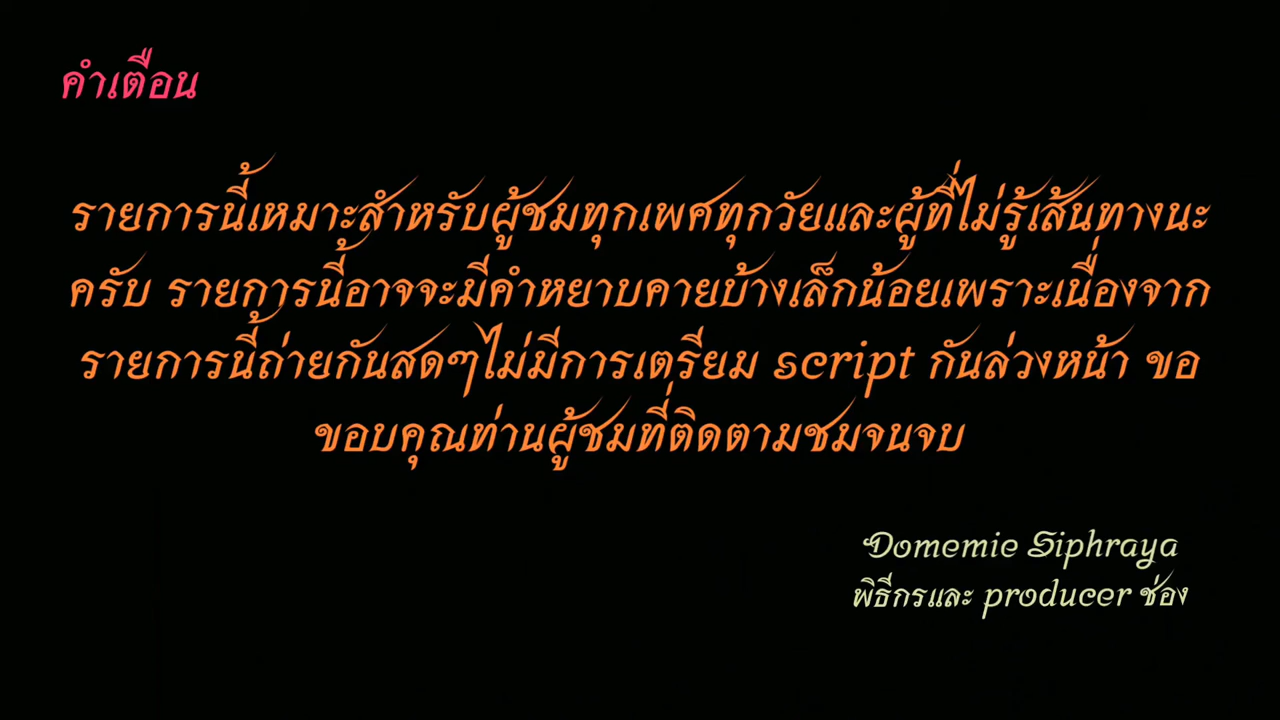 คำเตือน
รายการนี้เหมาะสำหรับผู้ชมทุกเพศทุกวัยและผู้ที่ไม่รู้เส้นทางนะ
ครับ รายการนี้อาจจะมีคำหยาบคายบ้างเล็กน้อยเพราะเนื่องจาก
รายการนี้ถ่ายกันสดๆไม่มีการเตรียม script กันล่วงหน้า ขอ
ขอบคุณท่านผู้ชมที่ติดตามชมจนจบ
Domemie Siphraya
พิธีกรและ producer ช่อง